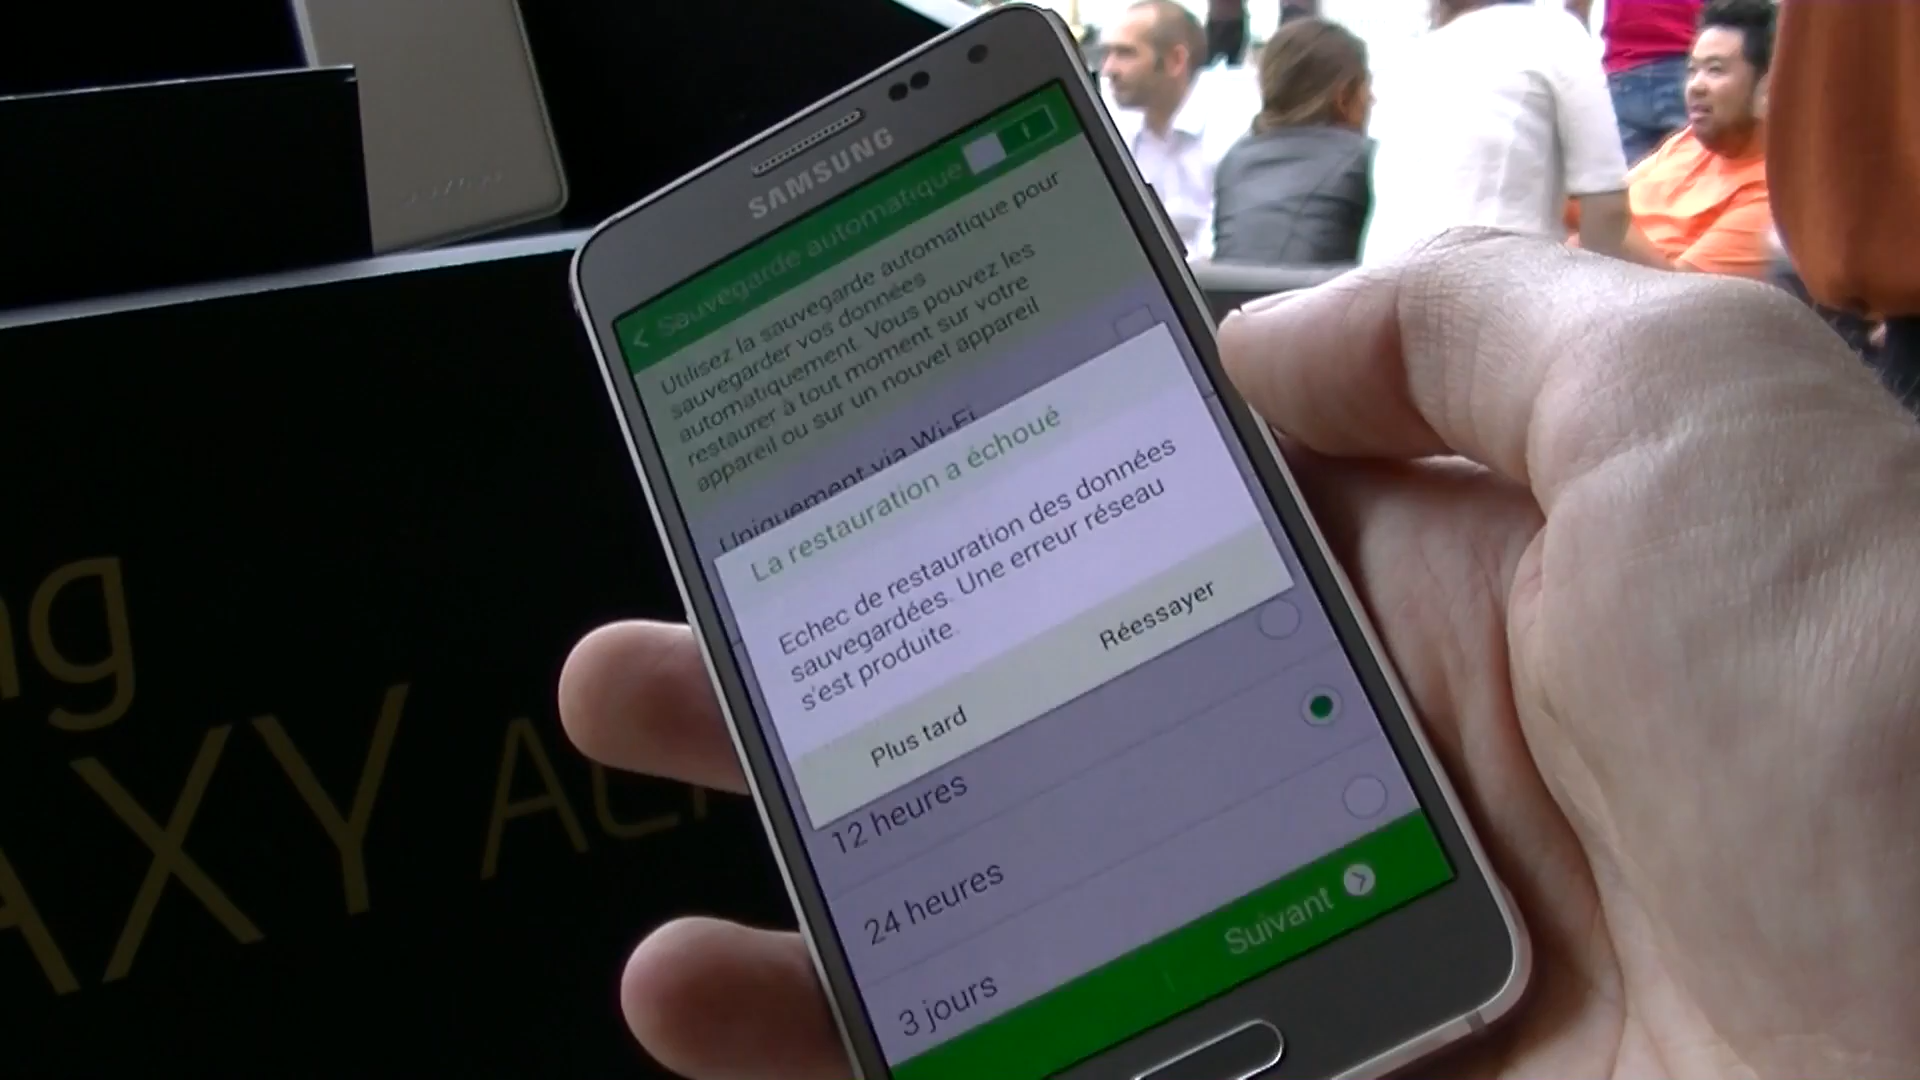 SAMSUNG
Sauvegarde automatique
Utilisez la sauvegarde automatique pour
sauvegarder vos données
automatiquement. Vous pouvez les
restaurer à tout moment sur votre
appareil ou sur un nouvel appareil
Uniquement via Wi-Fi
La restauration a échoué
Echec de restauration des données
sauvegardées. Une erreur réseau
s'est produite.
Plus tard
Réessayer
12 heures
24 heures
3 jours
Suivant
ng
AXY AL